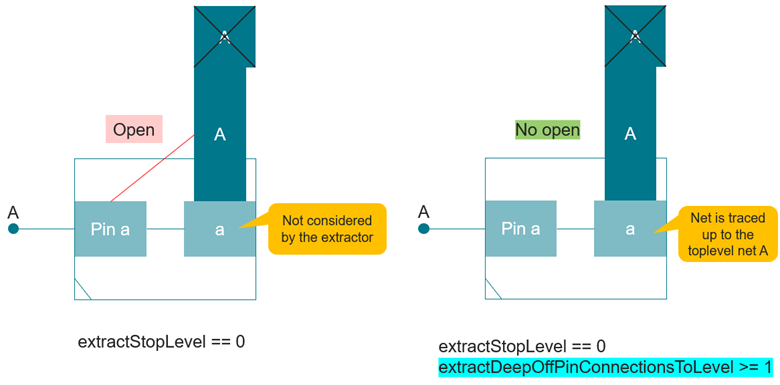 A
Open
A
A
Pin a
a
Not considered
by the extractor
extractStopLevel == 0
A
No open
A
A
Pin a
a
Net is traced
up to the
toplevel net A
extractStopLevel == 0
extractDeepOffPinConnectionsToLevel >= 1